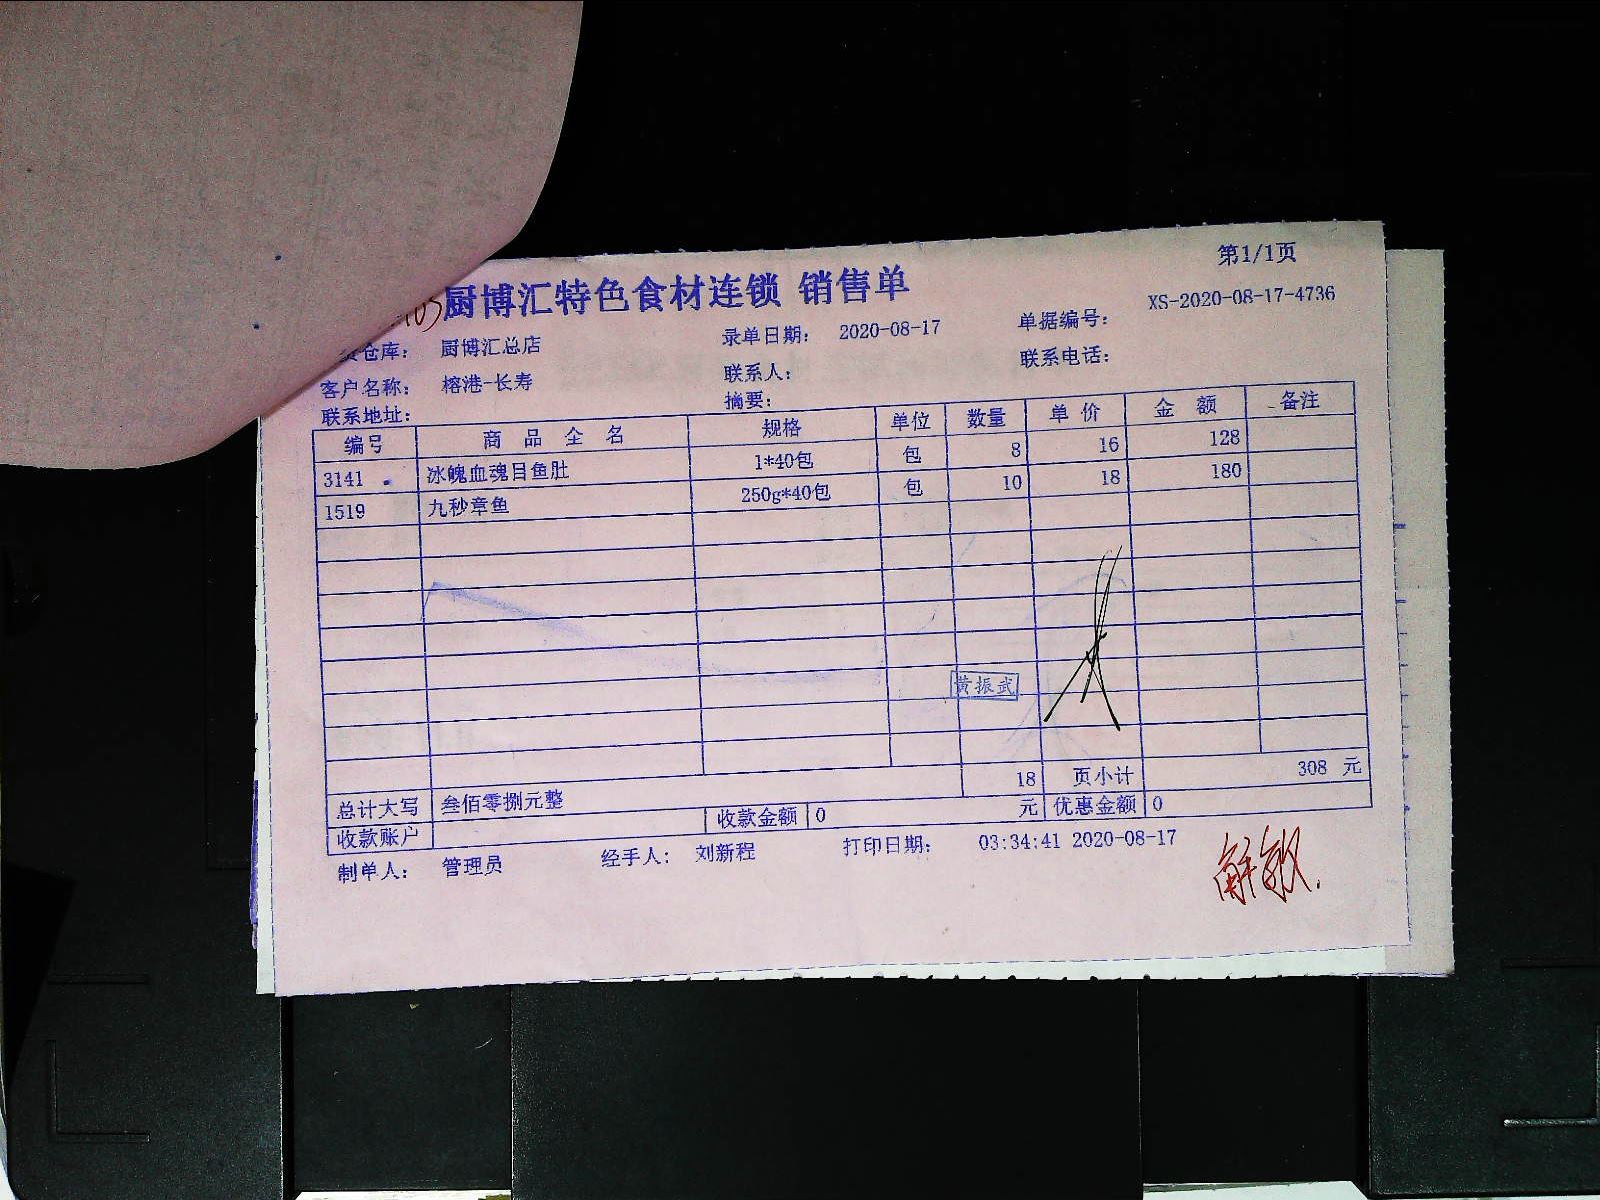 第1/1页
厨博汇特色食材连锁 销售单
仓库： 厨博汇总店 录单日期： 2020-08-17 单据编号： XS-2020-08-17-4736
客户名称： 榕港-长寿 联系人： 联系电话：
联系地址： 摘要：
编号 商 品 全 名 规格 单位 数量 单 价 金 额 备注
3141 冰魄血魂目鱼肚 1*40包 包 8 16 128
1519 九秒章鱼 250g*40包 包 10 18 180
黄振武
18 页小计 308 元
总计大写 叁佰零捌元整
收款账户 收款金额 0 元 优惠金额 0
制单人： 管理员 经手人： 刘新程 打印日期： 03:34:41 2020-08-17